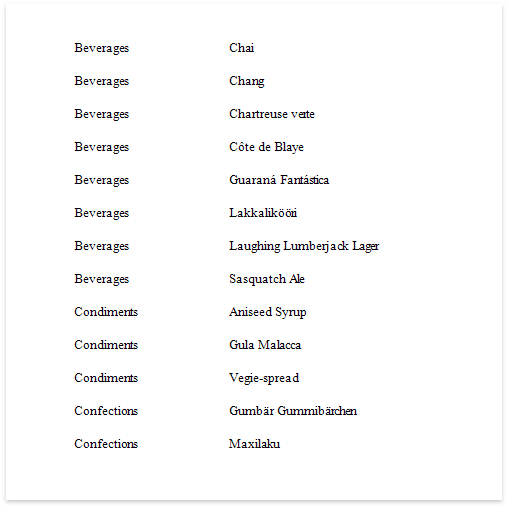 Beverages Chai
Beverages Chang
Beverages Chartreuse verte
Beverages Côte de Blaye
Beverages Guaraná Fantástica
Beverages Lakkalikööri
Beverages Laughing Lumberjack Lager
Beverages Sasquatch Ale
Condiments Aniseed Syrup
Condiments Gula Malacca
Condiments Vegie-spread
Confections Gumbär Gummibärchen
Confections Maxilaku